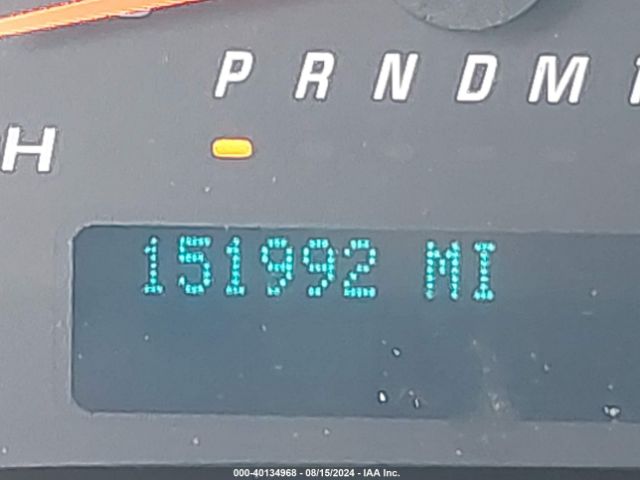 P R N D M
H
151992 MI
000-40134968 - 08/15/2024 - IAA Inc.